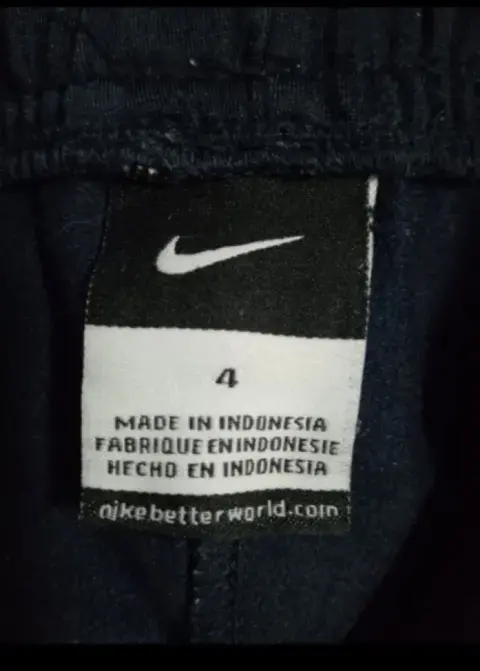 4
MADE IN INDONESIA
FABRIQUE EN INDONESIE
HECHO EN INDONESIA
nikebetterworld.com